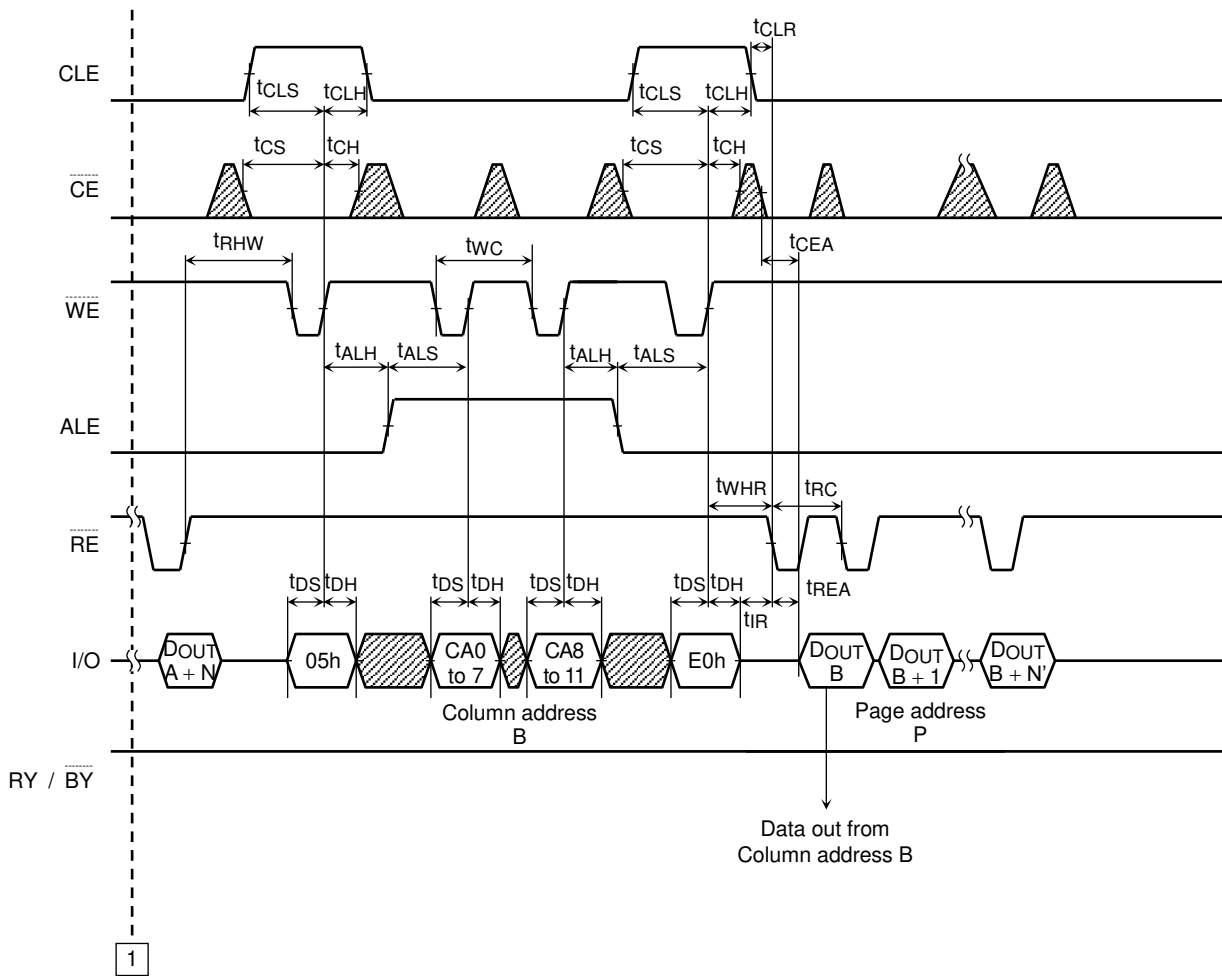 tCLR
CLE
tCLS tCLH tCLS tCLH
tCS tCH tCS tCH
CE
tRHW tWC tCEA
WE
tALH tALS tALH tALS
ALE
tWHR tRC
RE
tDS tDH tDS tDH tDS tDH tDS tDH tREA
tIR
I/O
DOUT
A + N
05h
CA0
to 7
CA8
to 11
E0h
DOUT
B
DOUT
B + 1
DOUT
B + N'
Column address
B
Page address
P
RY / BY
Data out from
Column address B
1